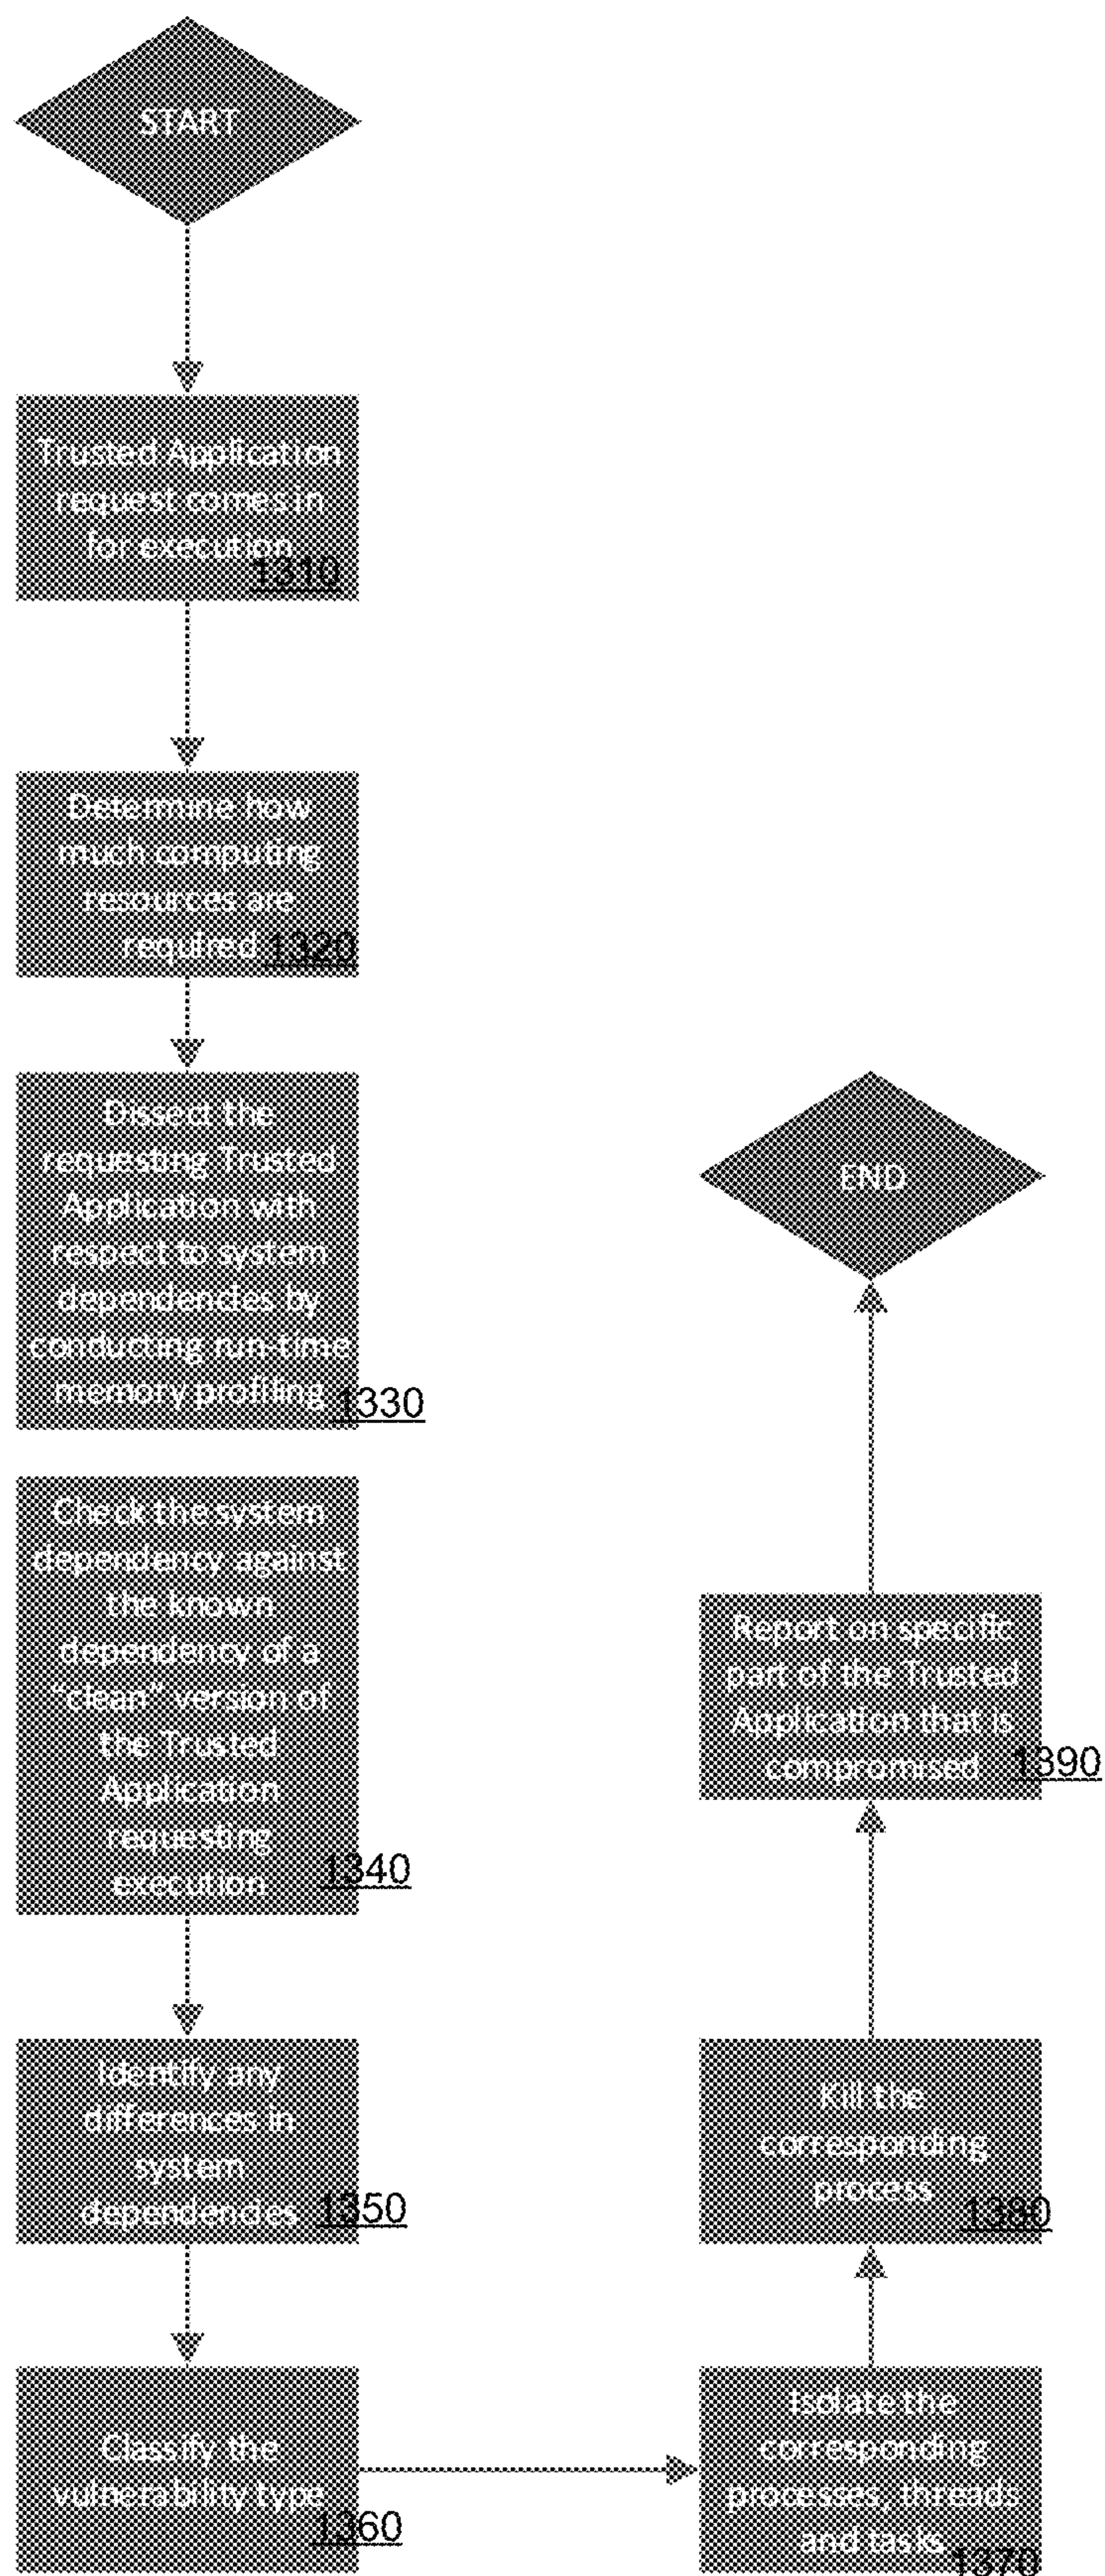 START
Trusted Application
request comes in
for execution
1310
Determine how
much computing
resources are
required 1320
Dissect the
requesting Trusted
Application with
respect to system
dependencies by
conducting run-time
memory profiling 1330
Check the system
dependency against
the known
dependency of a
“clean” version of
the Trusted
Application
requesting
execution 1340
Identify any
differences in
system
dependencies 1350
Classify the
vulnerability type
1360
Isolate the
corresponding
processes, threads
and tasks
1370
Kill the
corresponding
process
1380
Report on specific
part of the Trusted
Application that is
compromised 1390
END